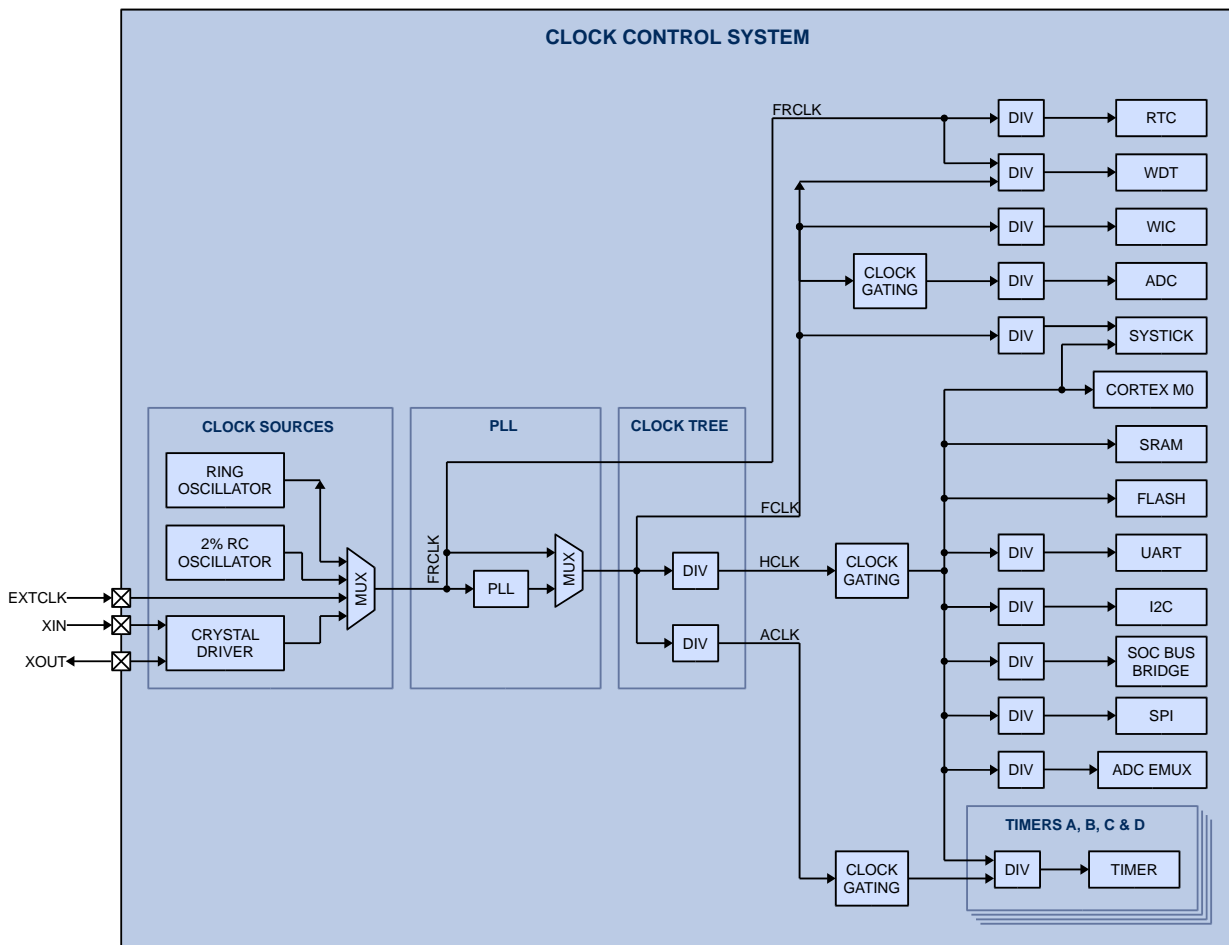 CLOCK CONTROL SYSTEM
FRCLK
DIV
RTC
DIV
WDT
DIV
WIC
CLOCK
GATING
DIV
ADC
DIV
SYSTICK
CORTEX M0
SRAM
FLASH
DIV
UART
DIV
I2C
DIV
SOC BUS
BRIDGE
DIV
SPI
DIV
ADC EMUX
CLOCK SOURCES
RING
OSCILLATOR
2% RC
OSCILLATOR
CRYSTAL
DRIVER
MUX
EXTCLK
XIN
XOUT
PLL
FRCLK
PLL
MUX
CLOCK TREE
DIV
DIV
FCLK
HCLK
CLOCK
GATING
ACLK
CLOCK
GATING
TIMERS A, B, C & D
DIV
TIMER